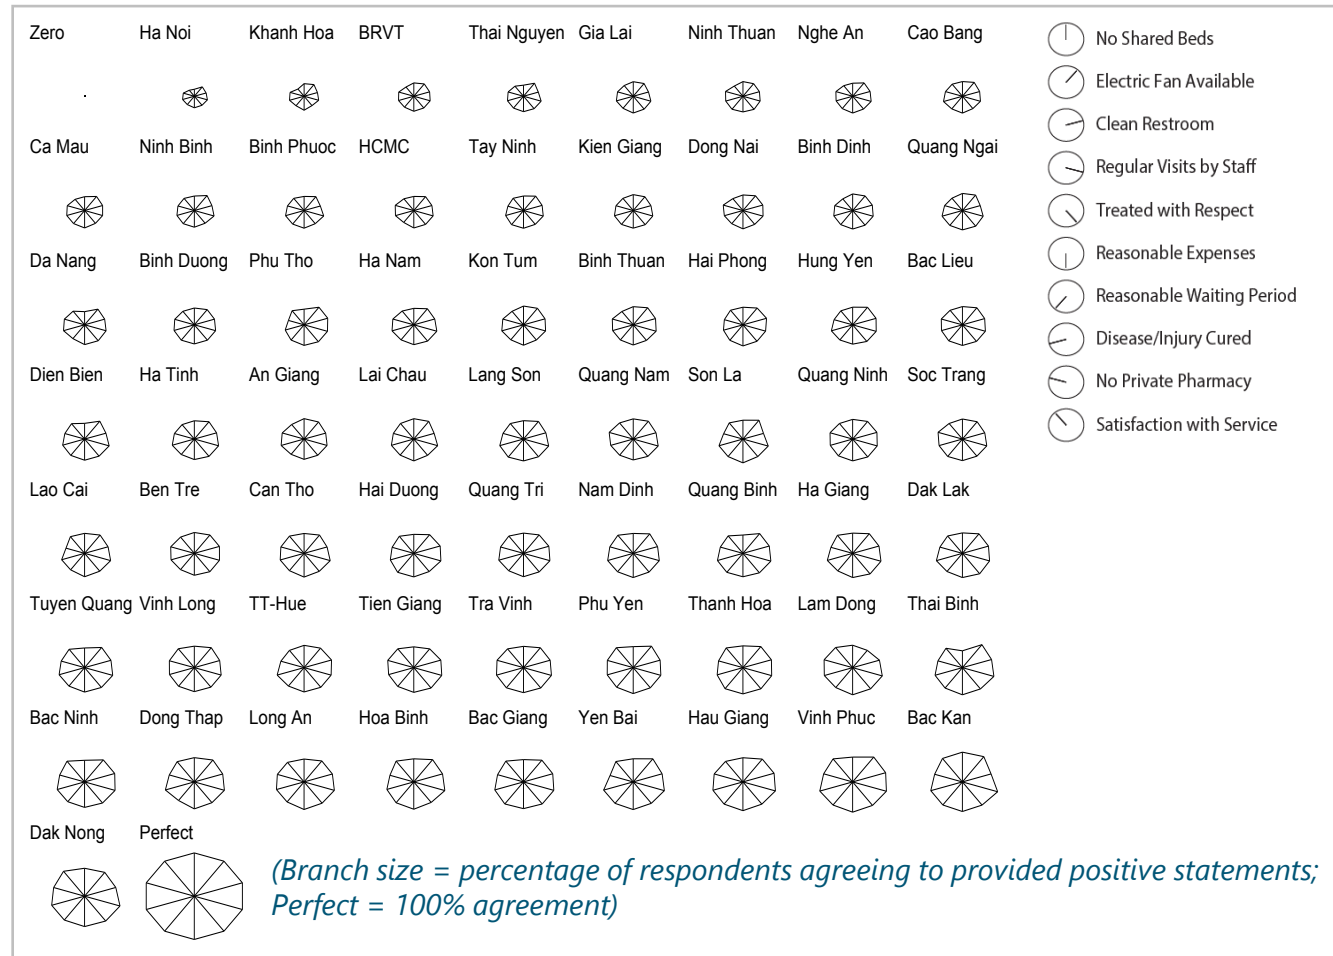 Zero Ha Noi Khanh Hoa BRVT Thai Nguyen Gia Lai Ninh Thuan Nghe An Cao Bang
Ca Mau Ninh Binh Binh Phuoc HCMC Tay Ninh Kien Giang Dong Nai Binh Dinh Quang Ngai
Da Nang Binh Duong Phu Tho Ha Nam Kon Tum Binh Thuan Hai Phong Hung Yen Bac Lieu
Dien Bien Ha Tinh An Giang Lai Chau Lang Son Quang Nam Son La Quang Ninh Soc Trang
Lao Cai Ben Tre Can Tho Hai Duong Quang Tri Nam Dinh Quang Binh Ha Giang Dak Lak
Tuyen Quang Vinh Long TT-Hue Tien Giang Tra Vinh Phu Yen Thanh Hoa Lam Dong Thai Binh
Bac Ninh Dong Thap Long An Hoa Binh Bac Giang Yen Bai Hau Giang Vinh Phuc Bac Kan
Dak Nong Perfect
(Branch size = percentage of respondents agreeing to provided positive statements;
Perfect = 100% agreement)
No Shared Beds
Electric Fan Available
Clean Restroom
Regular Visits by Staff
Treated with Respect
Reasonable Expenses
Reasonable Waiting Period
Disease/Injury Cured
No Private Pharmacy
Satisfaction with Service